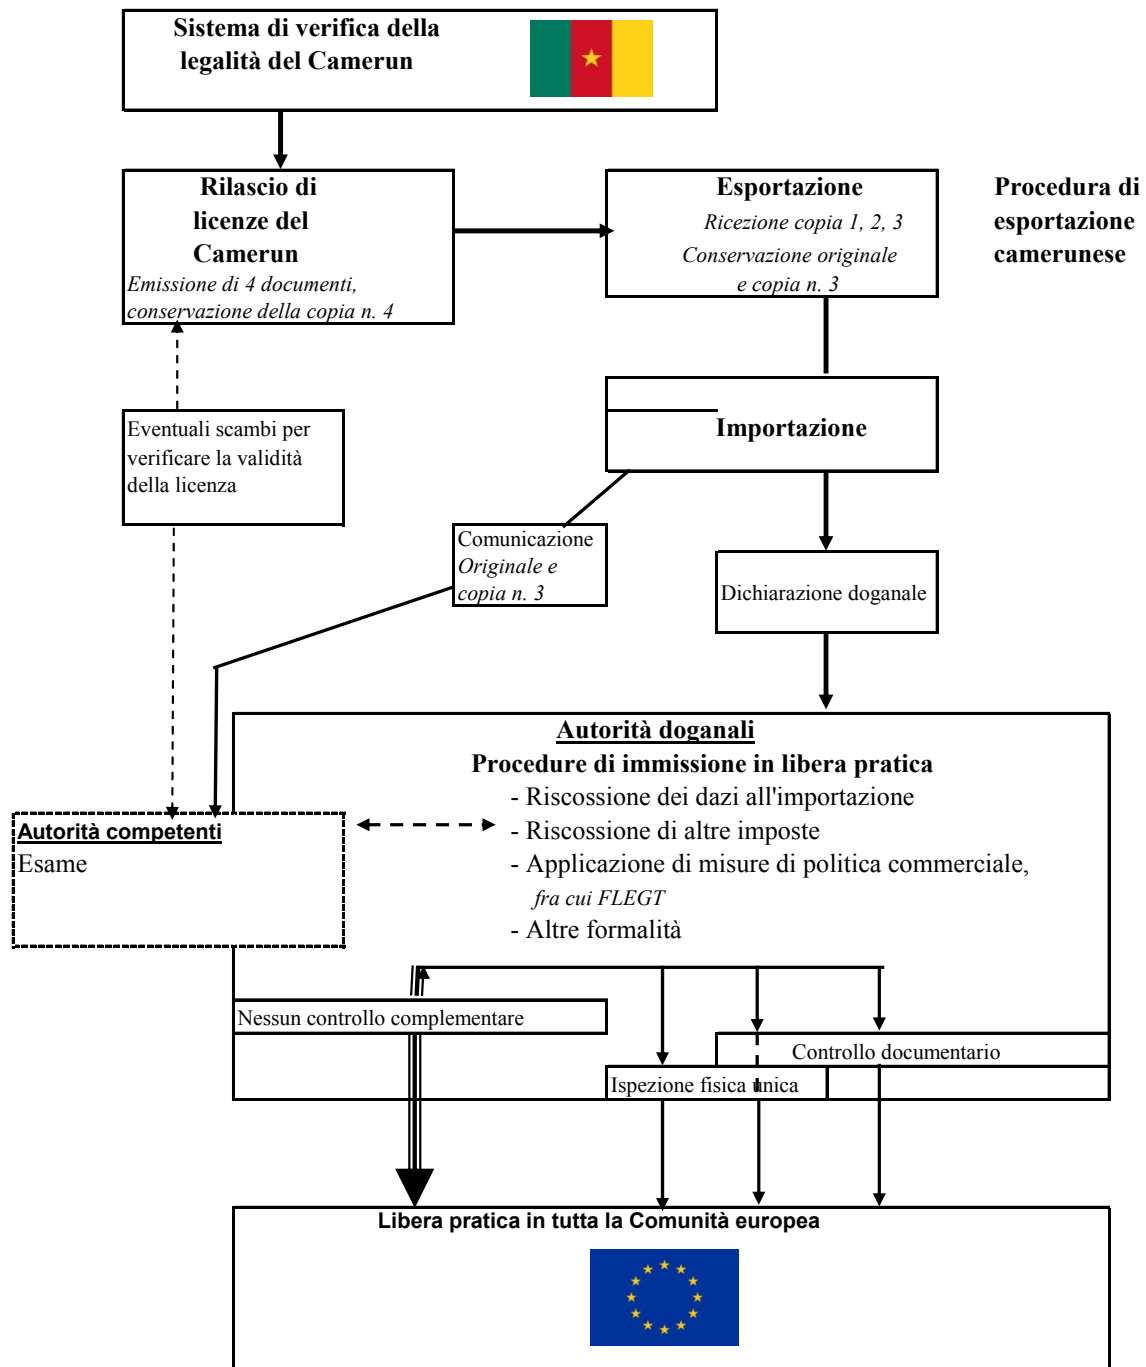 Sistema di verifica della
legalità del Camerun
Rilascio di
licenze del
Camerun
Emissione di 4 documenti,
conservazione della copia n. 4
Esportazione
Ricezione copia 1, 2, 3
Conservazione originale
e copia n. 3
Procedura di
esportazione
camerunese
Importazione
Eventuali scambi per
verificare la validità
della licenza
Comunicazione
Originale e
copia n. 3
Dichiarazione doganale
Autorità doganali
Procedure di immissione in libera pratica
- Riscossione dei dazi all'importazione
- Riscossione di altre imposte
- Applicazione di misure di politica commerciale,
fra cui FLEGT
- Altre formalità
Autorità competenti
Esame
Nessun controllo complementare
Controllo documentario
Ispezione fisica unica
Libera pratica in tutta la Comunità europea